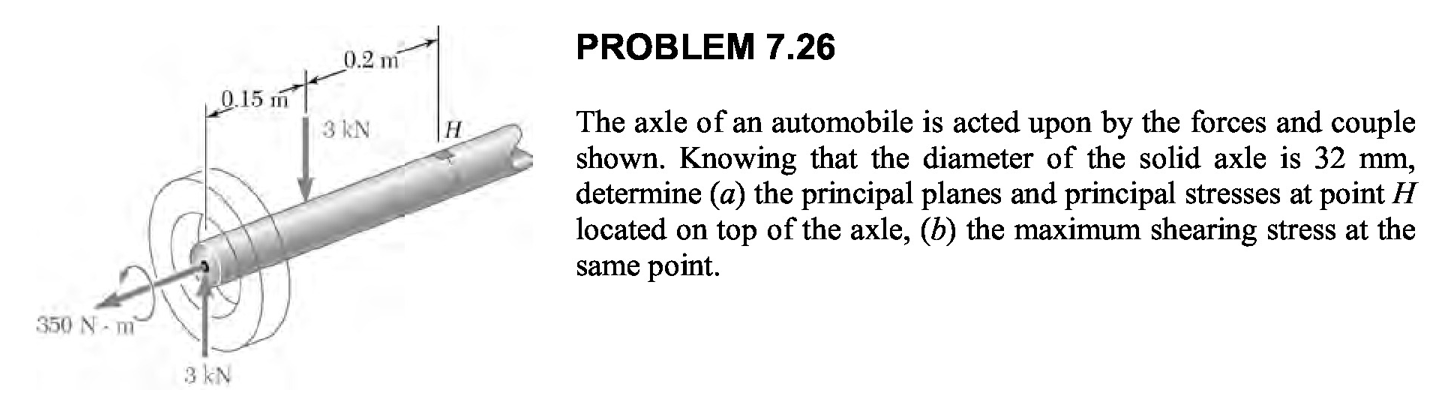 PROBLEM 7.26
The axle of an automobile is acted upon by the forces and couple
shown. Knowing that the diameter of the solid axle is 32 mm,
determine (a) the principal planes and principal stresses at point H
located on top of the axle, (b) the maximum shearing stress at the
same point.
0.2 m
0.15 m
3 kN
H
350 N - m
3 kN